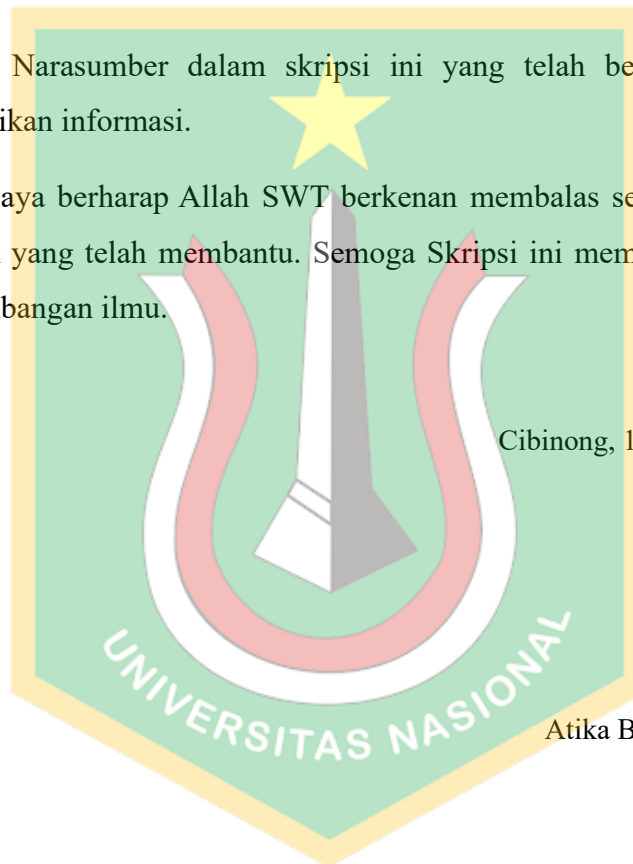 Narasumber dalam skripsi ini yang telah be
ikan informasi.
aya berharap Allah SWT berkenan membalas se
yang telah membantu. Semoga Skripsi ini mem
bangan ilmu.
Cibinong, 1
Atika B
UNIVERSITAS NASIONAL